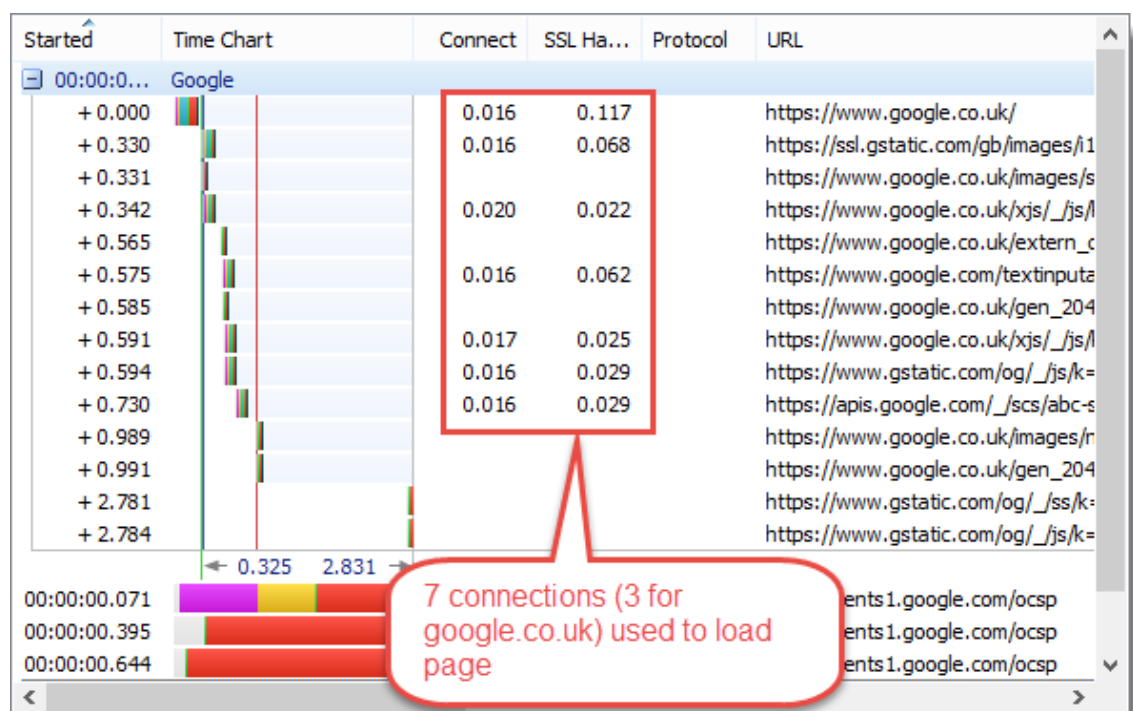 Started Time Chart Connect SSL Ha... Protocol URL
00:00:0... Google
+ 0.000 0.016 0.117 https://www.google.co.uk/
+ 0.330 0.016 0.068 https://ssl.gstatic.com/gb/images/i1
+ 0.331 https://www.google.co.uk/images/s
+ 0.342 0.020 0.022 https://www.google.co.uk/xjs/_/js/
+ 0.565 https://www.google.co.uk/extern_c
+ 0.575 0.016 0.062 https://www.google.com/textinputa
+ 0.585 https://www.google.co.uk/gen_204
+ 0.591 0.017 0.025 https://www.google.co.uk/xjs/_/js/
+ 0.594 0.016 0.029 https://www.gstatic.com/og/_/js/k=
+ 0.730 0.016 0.029 https://apis.google.com/_/scs/abc-s
+ 0.989 https://www.google.co.uk/images/n
+ 0.991 https://www.google.co.uk/gen_204
+ 2.781 https://www.gstatic.com/og/_/ss/k=
+ 2.784 https://www.gstatic.com/og/_/js/k=
0.325 2.831
00:00:00.071 ents1.google.com/ocsp
00:00:00.395 ents1.google.com/ocsp
00:00:00.644 ents1.google.com/ocsp
7 connections (3 for
google.co.uk) used to load
page